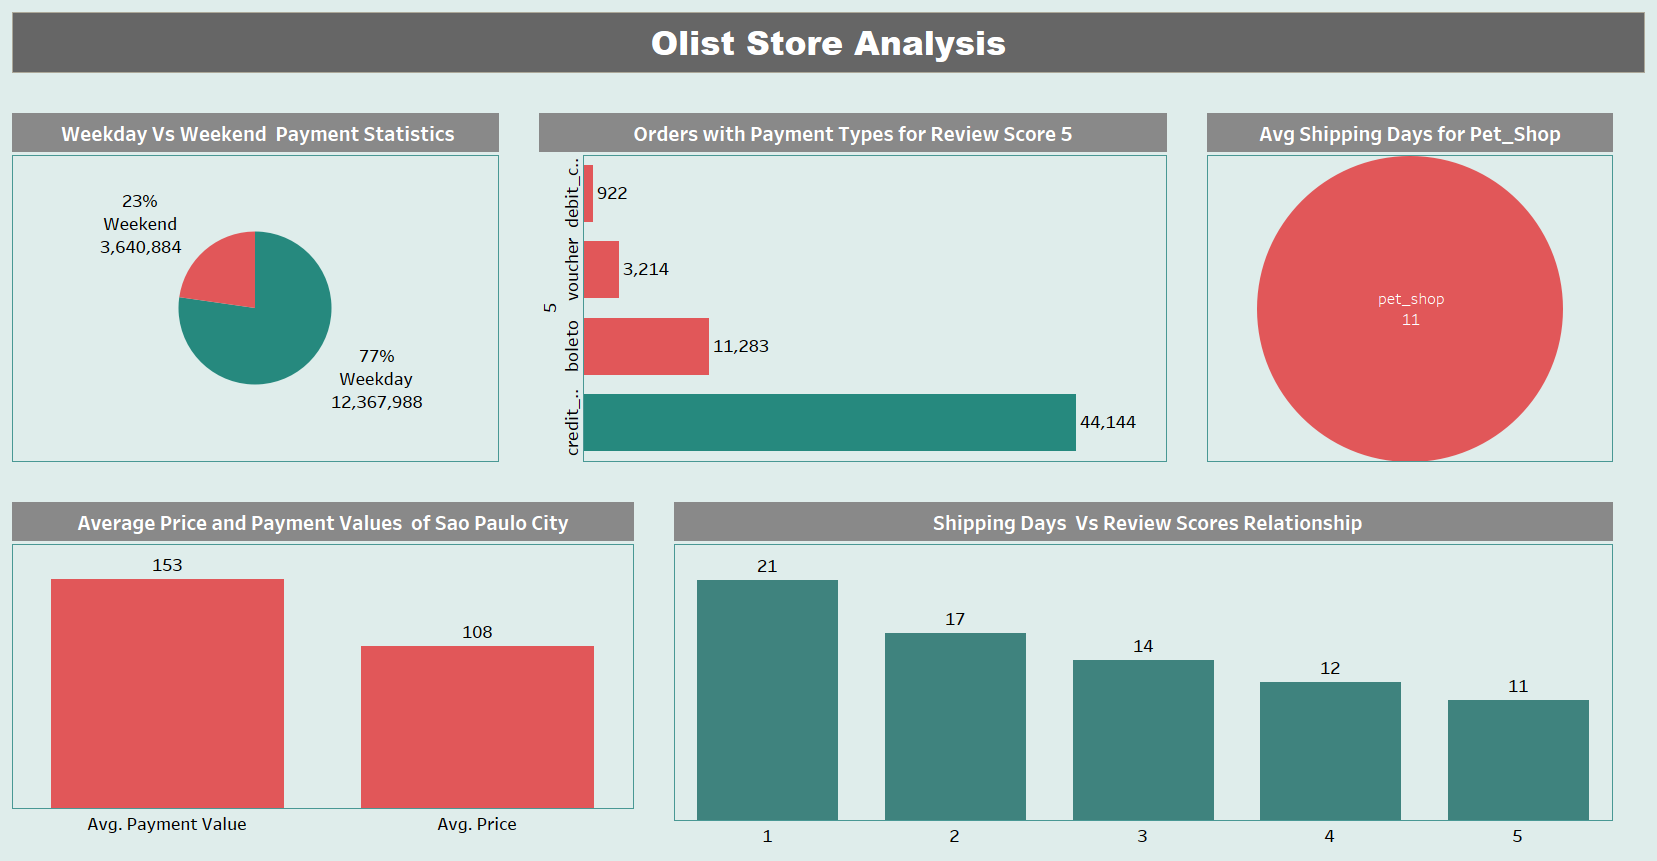 Olist Store Analysis
Weekday Vs Weekend  Payment Statistics
23%
Weekend
3,640,884
77%
Weekday
12,367,988
Orders with Payment Types for Review Score 5
5
debit_c..
922
voucher
3,214
boleto
11,283
credit_..
44,144
Avg Shipping Days for Pet_Shop
pet_shop
11
Average Price and Payment Values  of Sao Paulo City
153
108
Avg. Payment Value
Avg. Price
Shipping Days  Vs Review Scores Relationship
21
17
14
12
11
1
2
3
4
5